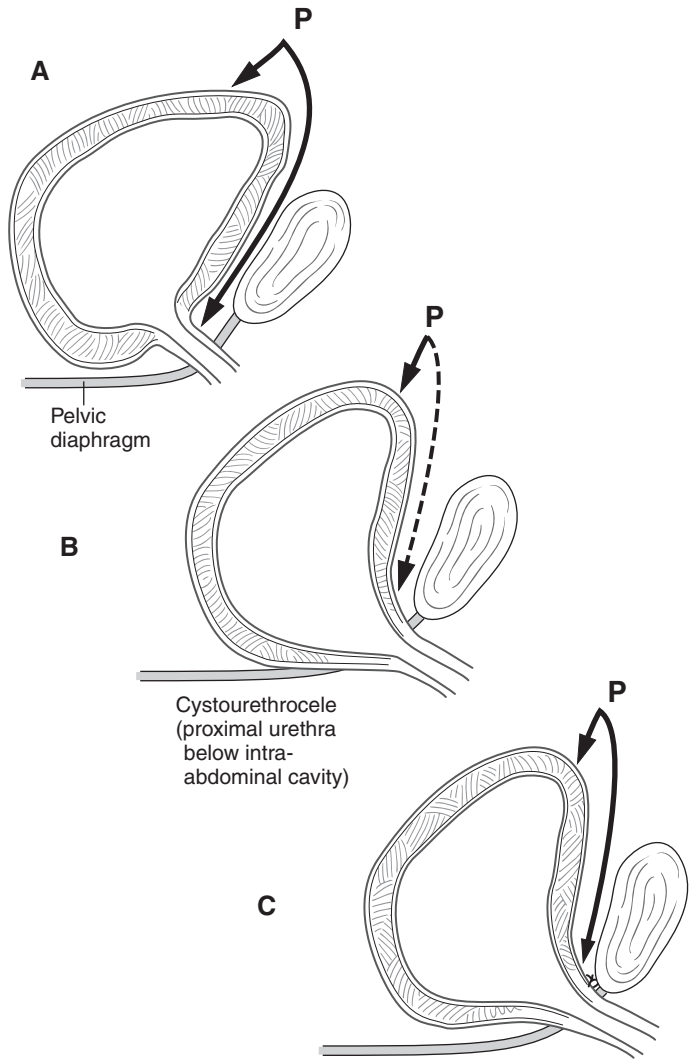 P
A
Pelvic
diaphragm
P
B
Cystourethrocele
(proximal urethra
below intra-
abdominal cavity)
P
C